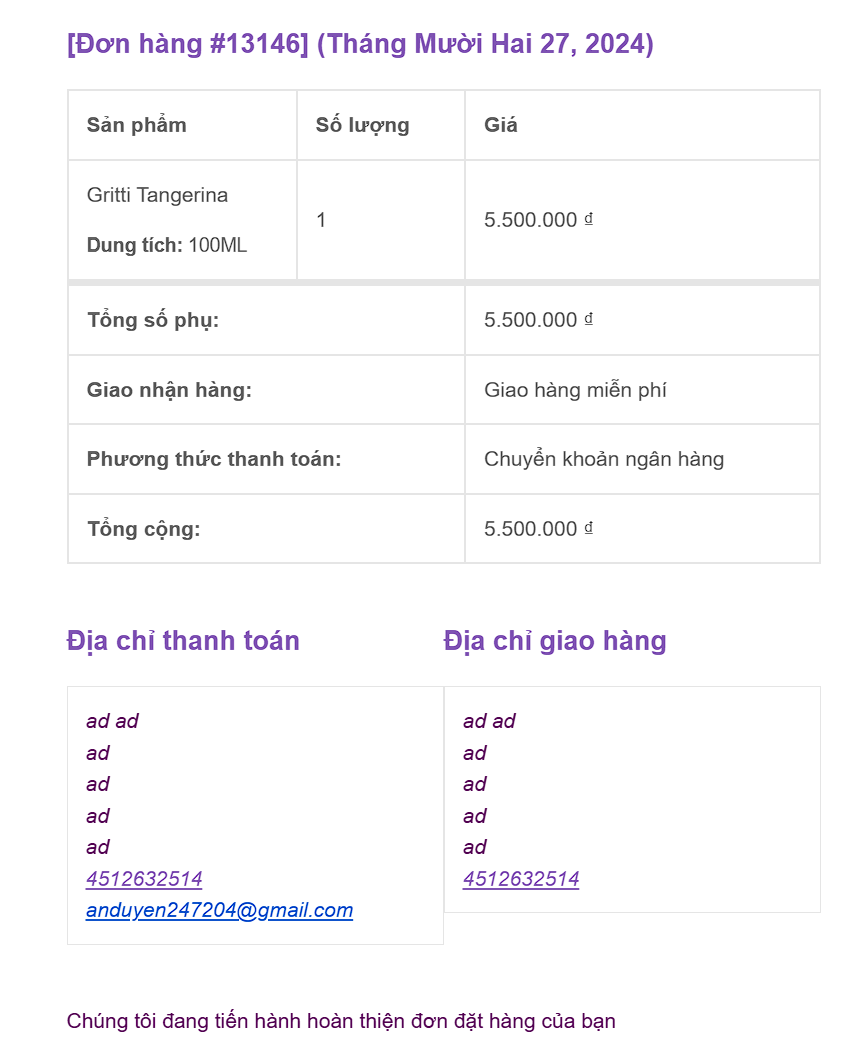 [Đơn hàng #13146] (Tháng Mười Hai 27, 2024)
Sản phẩm Số lượng Giá
Gritti Tangerina
Dung tích: 100ML
1
5.500.000 ₫
Tổng số phụ: 5.500.000 ₫
Giao nhận hàng: Giao hàng miễn phí
Phương thức thanh toán: Chuyển khoản ngân hàng
Tổng cộng: 5.500.000 ₫
Địa chỉ thanh toán
ad ad
ad
ad
ad
ad
4512632514
anduyen247204@gmail.com
Địa chỉ giao hàng
ad ad
ad
ad
ad
ad
4512632514
Chúng tôi đang tiến hành hoàn thiện đơn đặt hàng của bạn